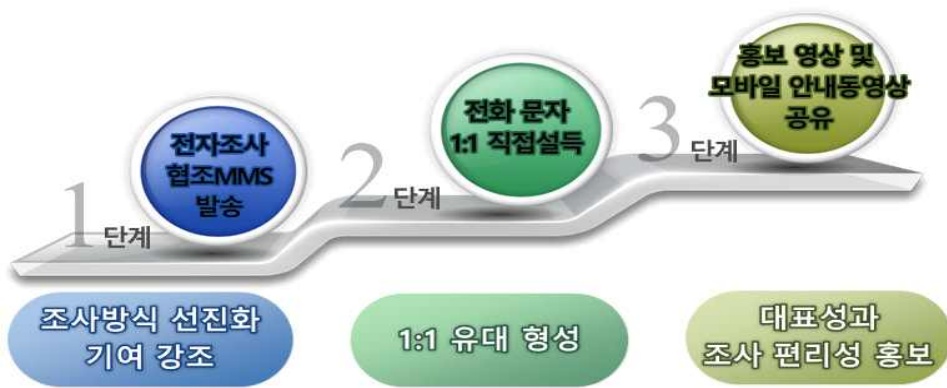 1단계
전자조사
협조MMS
발송
2단계
전화 문자
1:1 직접설득
3단계
홍보 영상 및
모바일 안내동영상
공유
조사방식 선진화
기여 강조
1:1 유대 형성
대표성과
조사 편리성 홍보